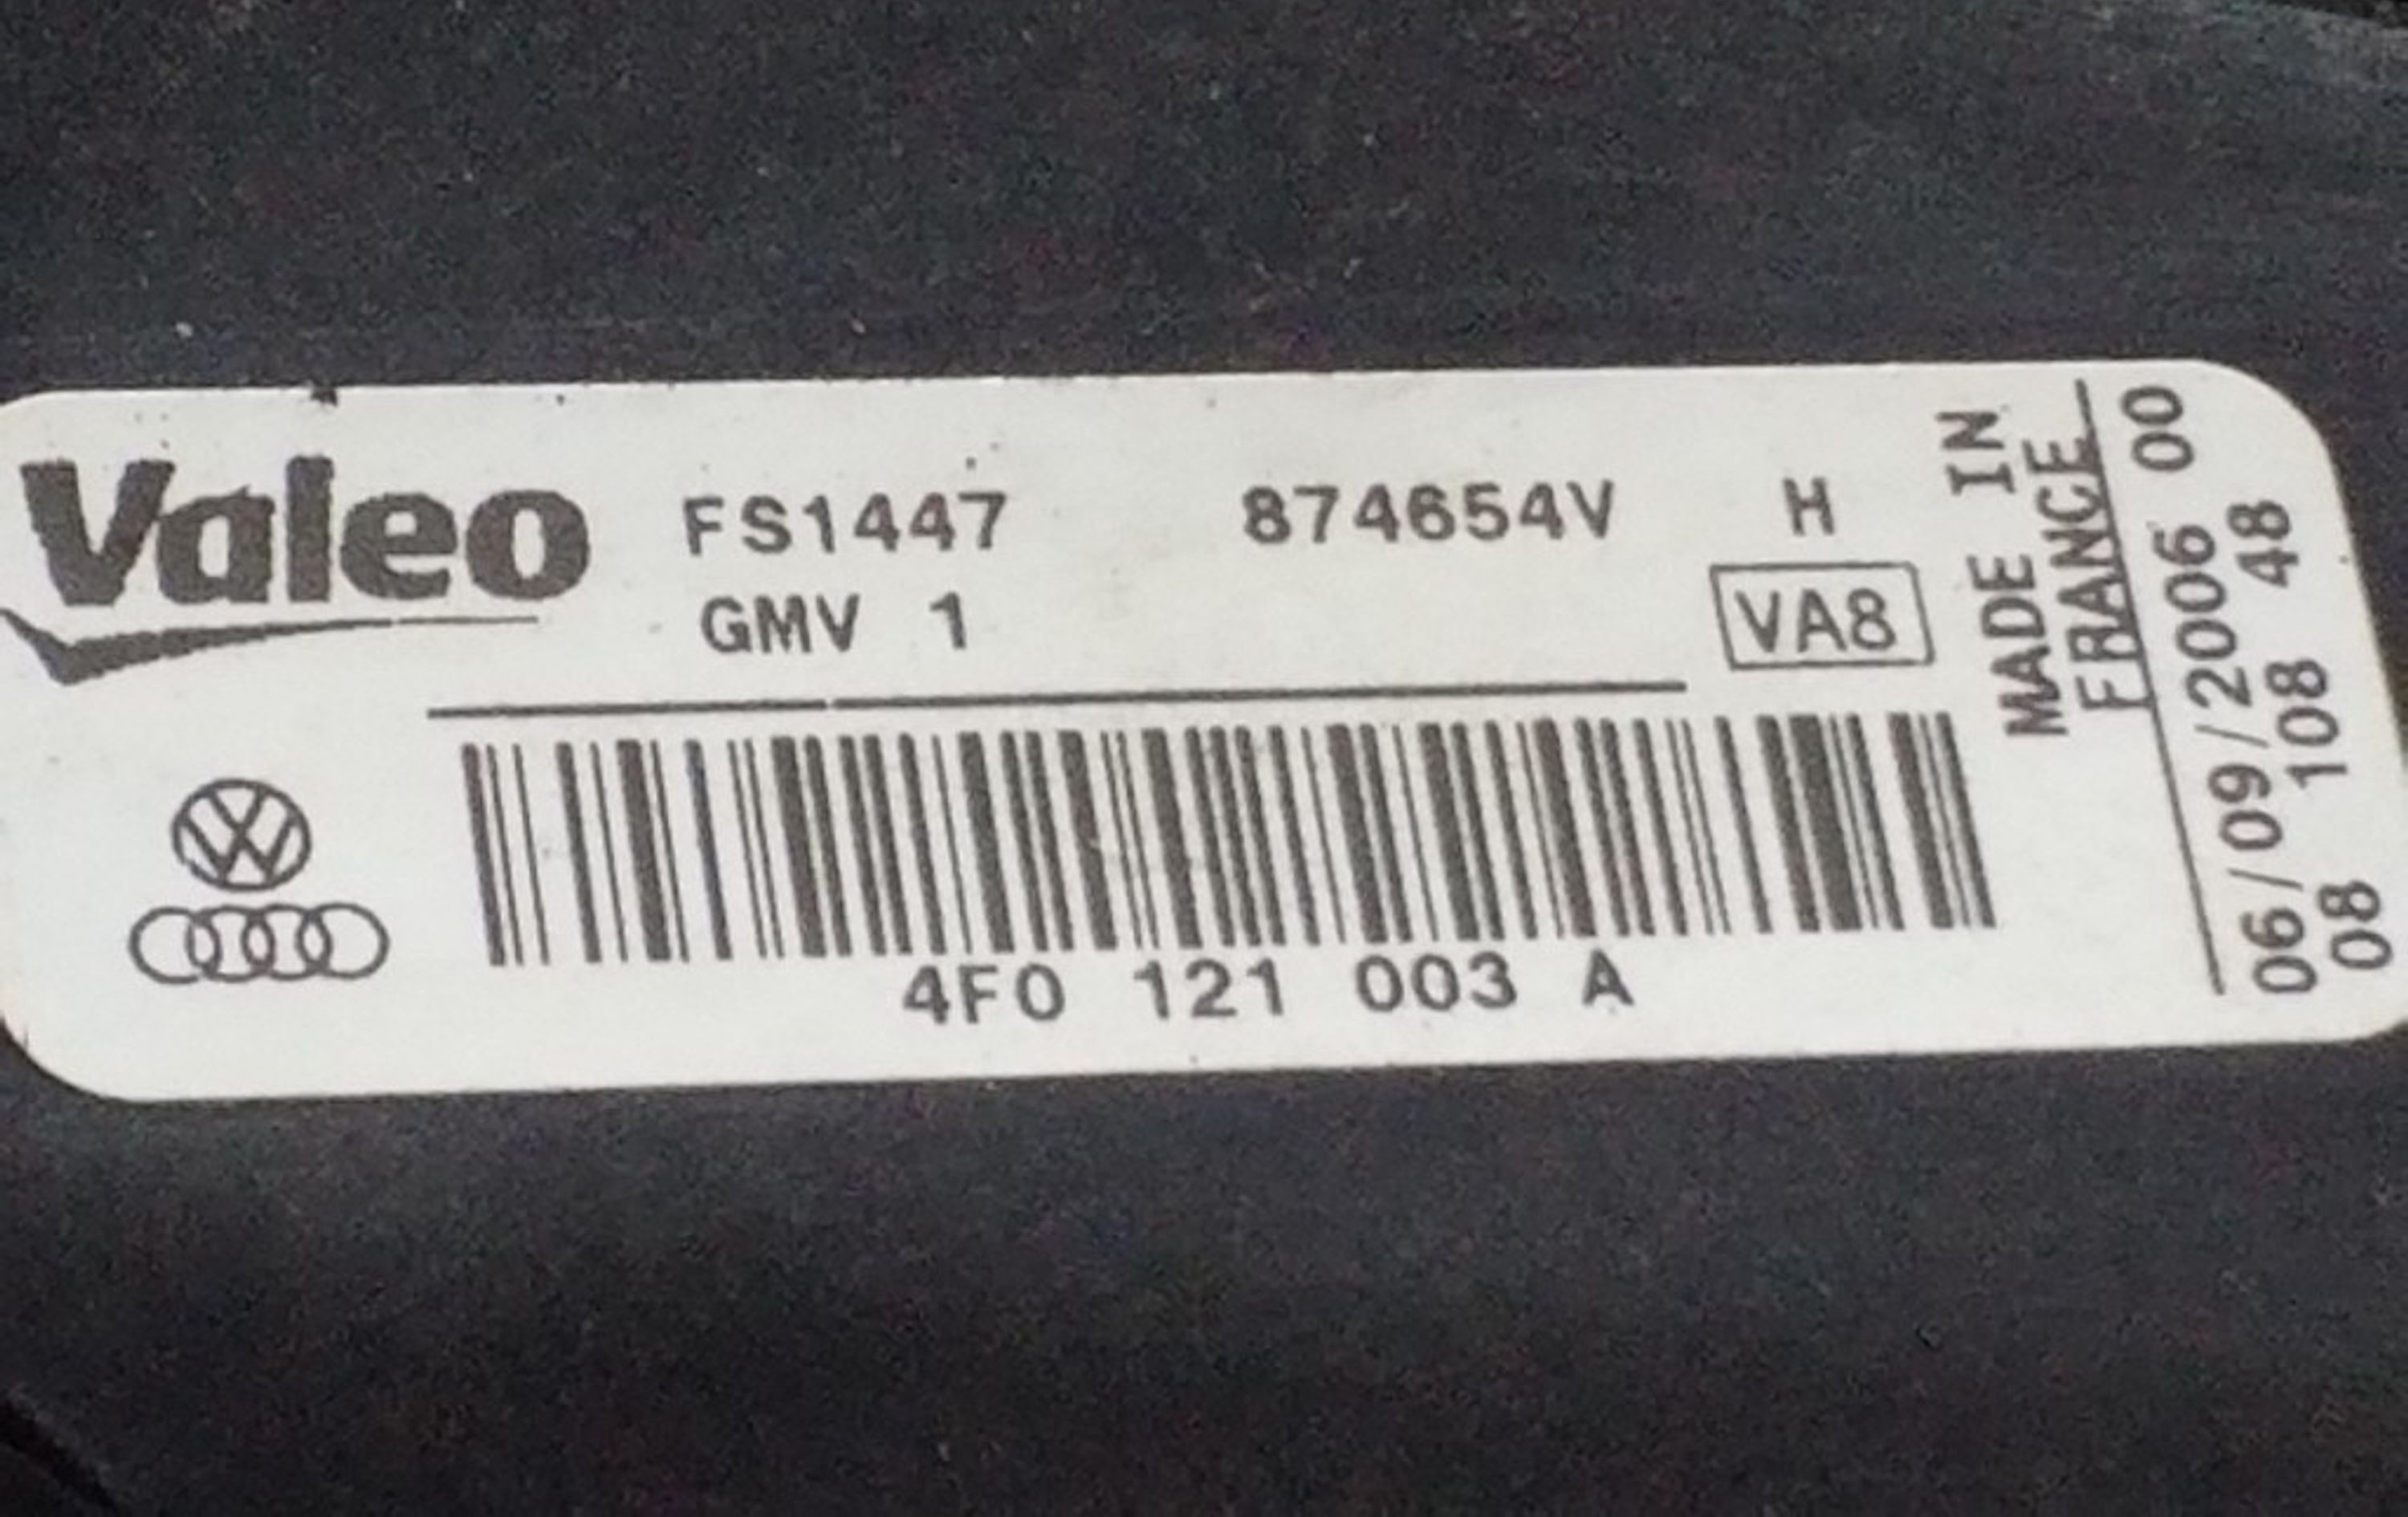 Valeo FS1447 874654V H
GMV 1 VA8
4F0 121 003 A
MADE IN
FRANCE
06/09/2006 00
08 108 48